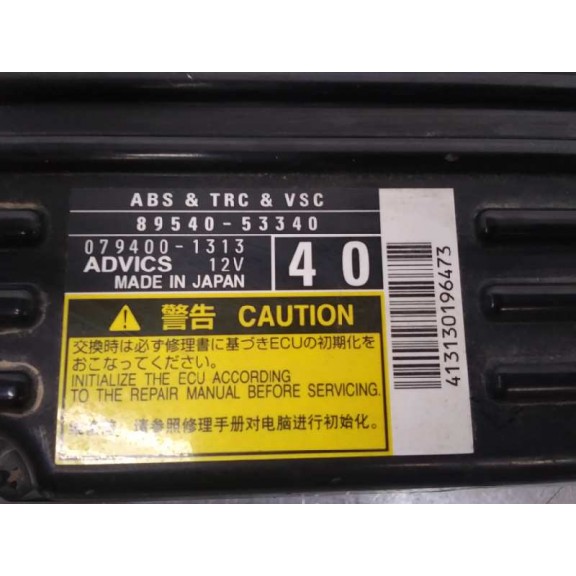 ABS & TRC & VSC
89540-53340
079400-1313
ADVICS 12V
MADE IN JAPAN
40
警告 CAUTION
交換時は必ず修理書に基づきECUの初期化を
おこなってください。
INITIALIZE THE ECU ACCORDING
TO THE REPAIR MANUAL BEFORE SERVICING.
请参照修理手册对电脑进行初始化。
413130196473